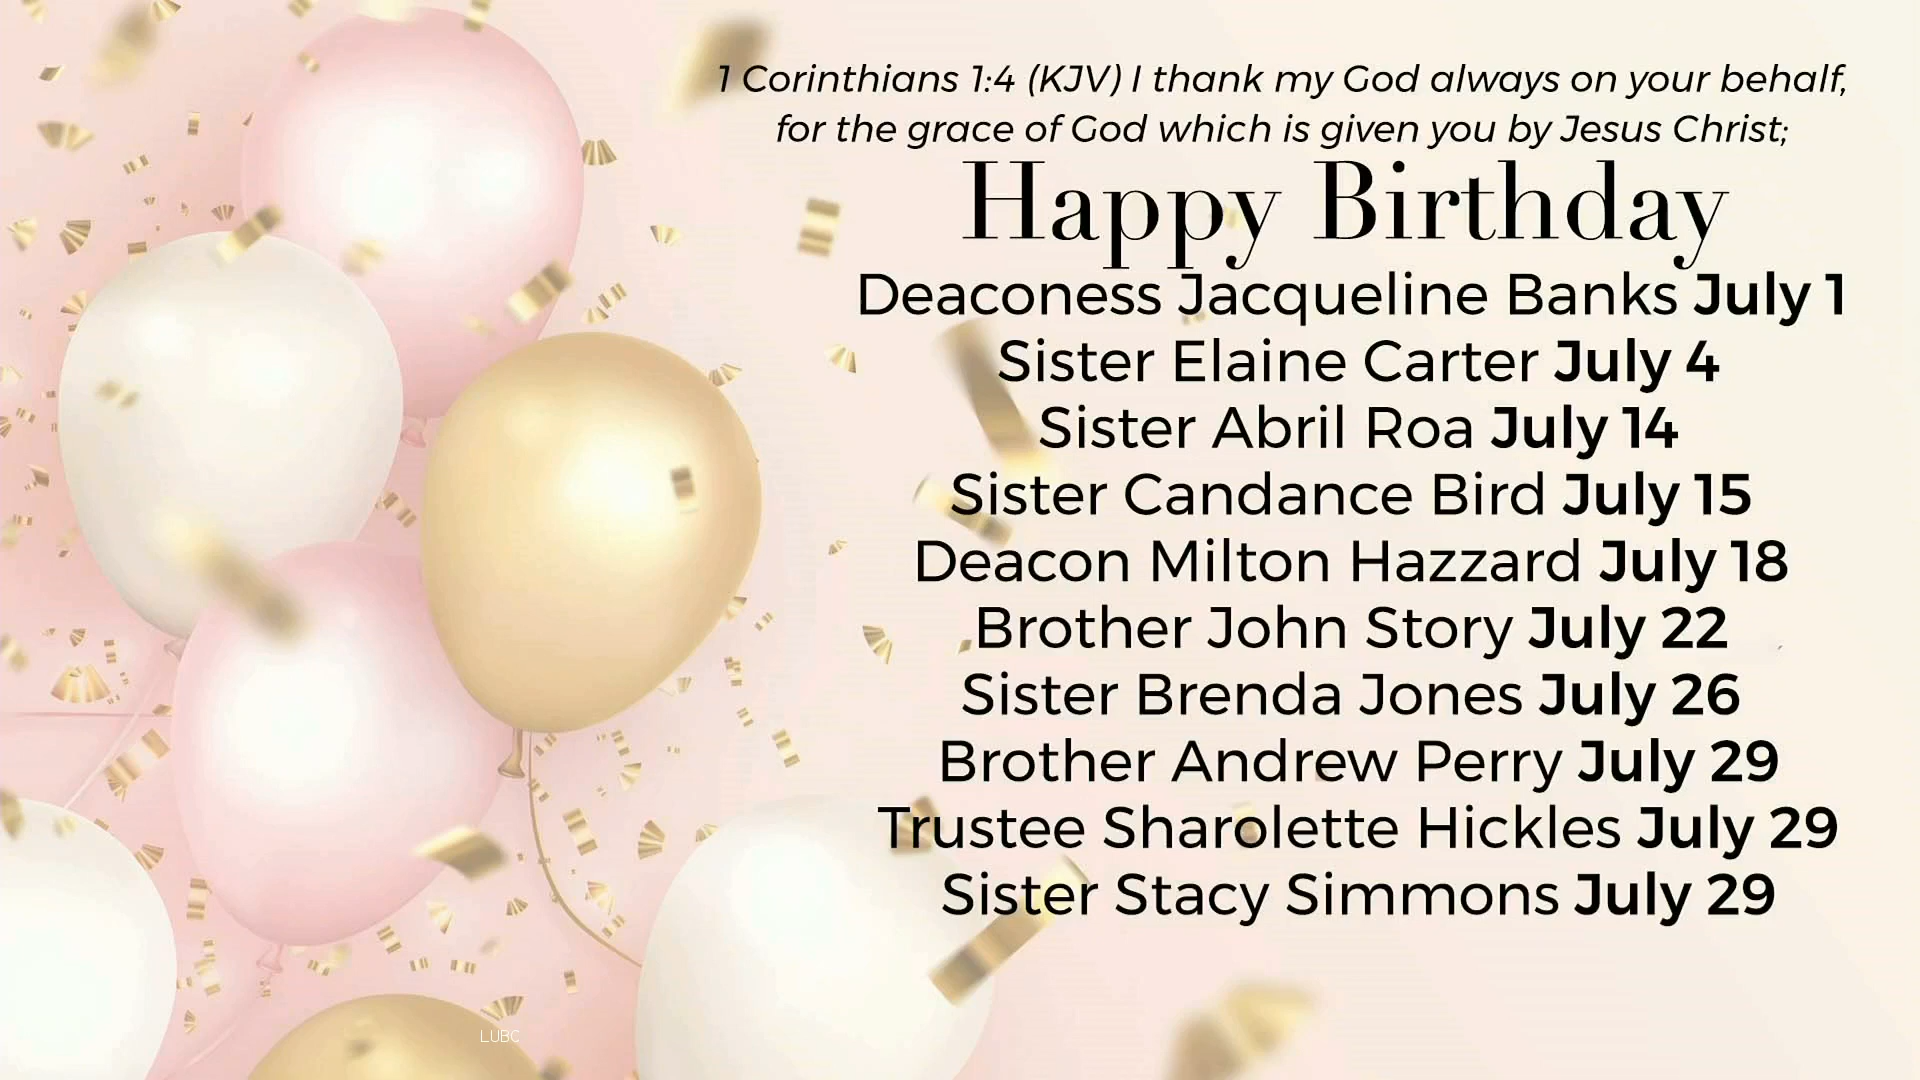 1 Corinthians 1:4 (KJV) I thank my God always on your behalf,
for the grace of God which is given you by Jesus Christ;
Happy Birthday
Deaconess Jacqueline Banks July 1
Sister Elaine Carter July 4
Sister Abril Roa July 14
Sister Candance Bird July 15
Deacon Milton Hazzard July 18
Brother John Story July 22
Sister Brenda Jones July 26
Brother Andrew Perry July 29
Trustee Sharolette Hickles July 29
Sister Stacy Simmons July 29
LUBC